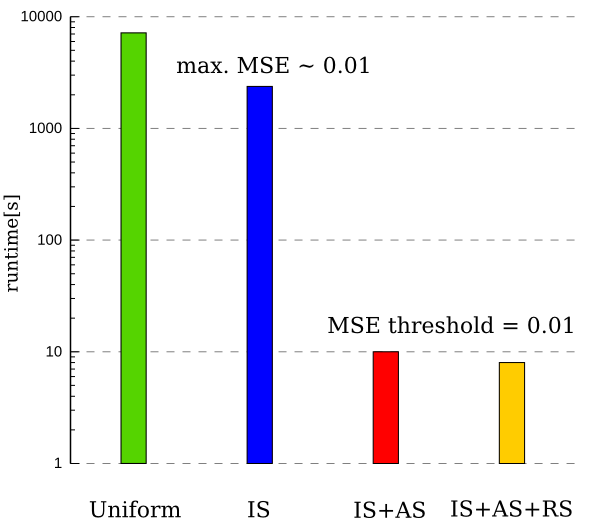 10000
max. MSE ~ 0.01
1000
runtime[s]
100
MSE threshold = 0.01
10
1
Uniform IS IS+AS IS+AS+RS